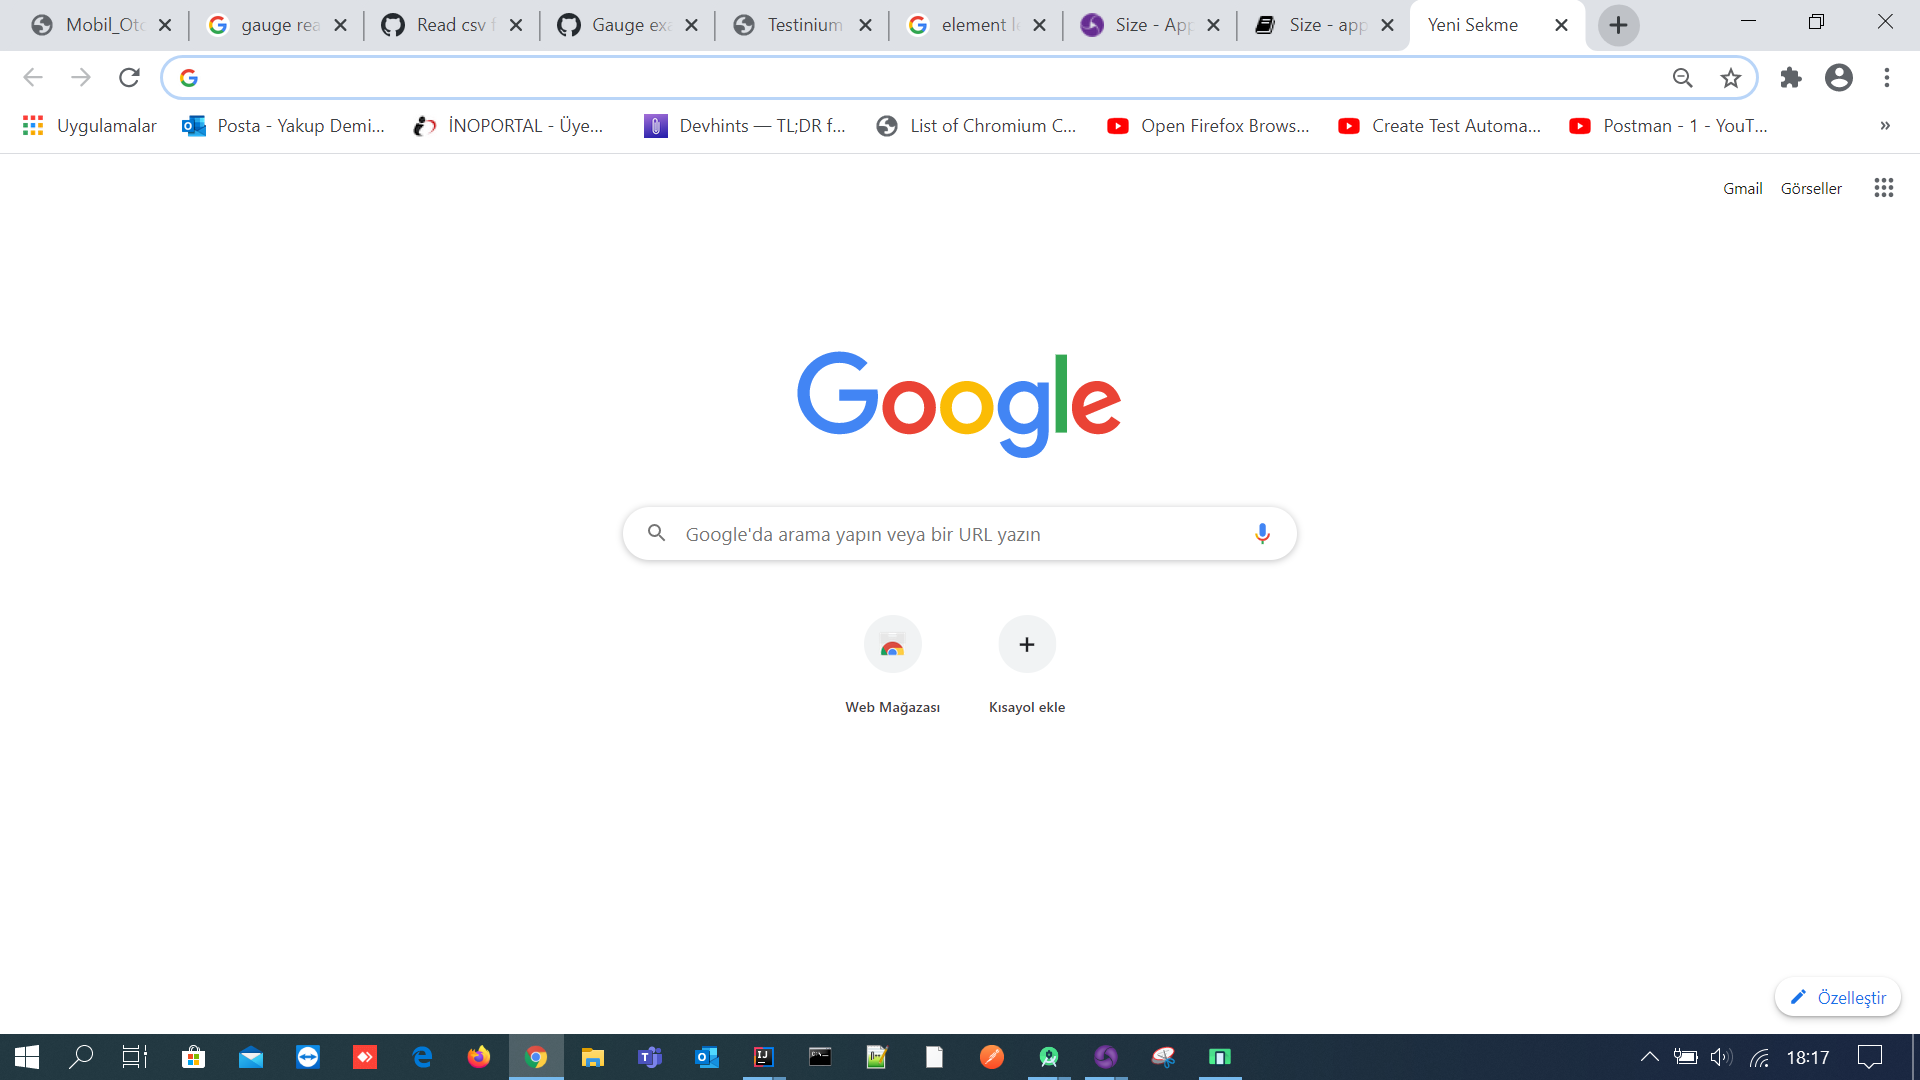 Mobil_Oto
gauge rea
Read csv f
Gauge exa
Testinium
element le
Size - App
Size - app
Yeni Sekme
Uygulamalar
Posta - Yakup Demi...
İNOPORTAL - Üye...
Devhints — TL;DR f...
List of Chromium C...
Open Firefox Brows...
Create Test Automa...
Postman - 1 - YouT...
»
Gmail
Görseller
Google
Google'da arama yapın veya bir URL yazın
Web Mağazası
Kısayol ekle
Özelleştir
18:17